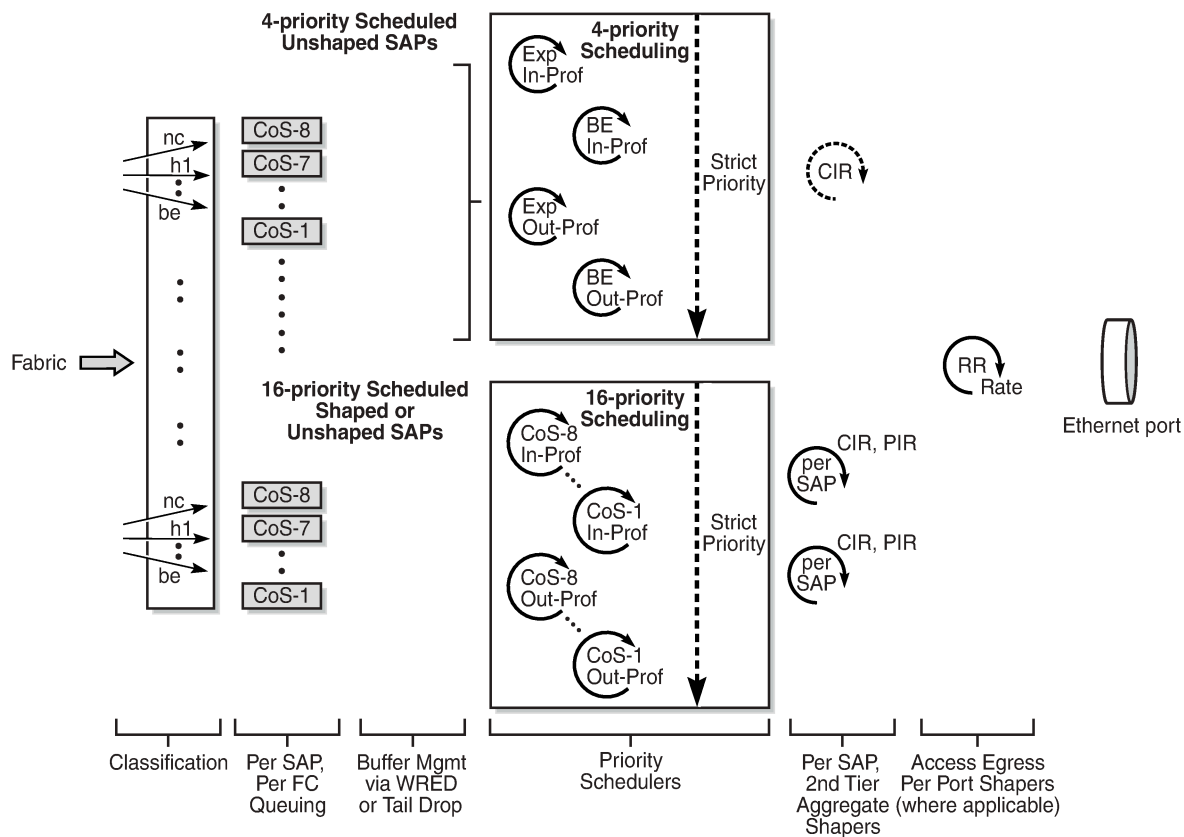 4-priority Scheduled
Unshaped SAPs
4-priority
Scheduling
Exp
In-Prof
BE
In-Prof
Exp
Out-Prof
BE
Out-Prof
Strict
Priority
CIR
nc
h1
be
CoS-8
CoS-7
CoS-1
Fabric
RR
Rate
Ethernet port
16-priority Scheduled
Shaped or
Unshaped SAPs
16-priority
Scheduling
CoS-8
In-Prof
CoS-1
In-Prof
CoS-8
Out-Prof
CoS-1
Out-Prof
Strict
Priority
CIR, PIR
per
SAP
CIR, PIR
per
SAP
nc
h1
be
CoS-8
CoS-7
CoS-1
Classification
Per SAP,
Per FC
Queuing
Buffer Mgmt
via WRED
or Tail Drop
Priority
Schedulers
Per SAP,
2nd Tier
Aggregate
Shapers
Access Egress
Per Port Shapers
(where applicable)